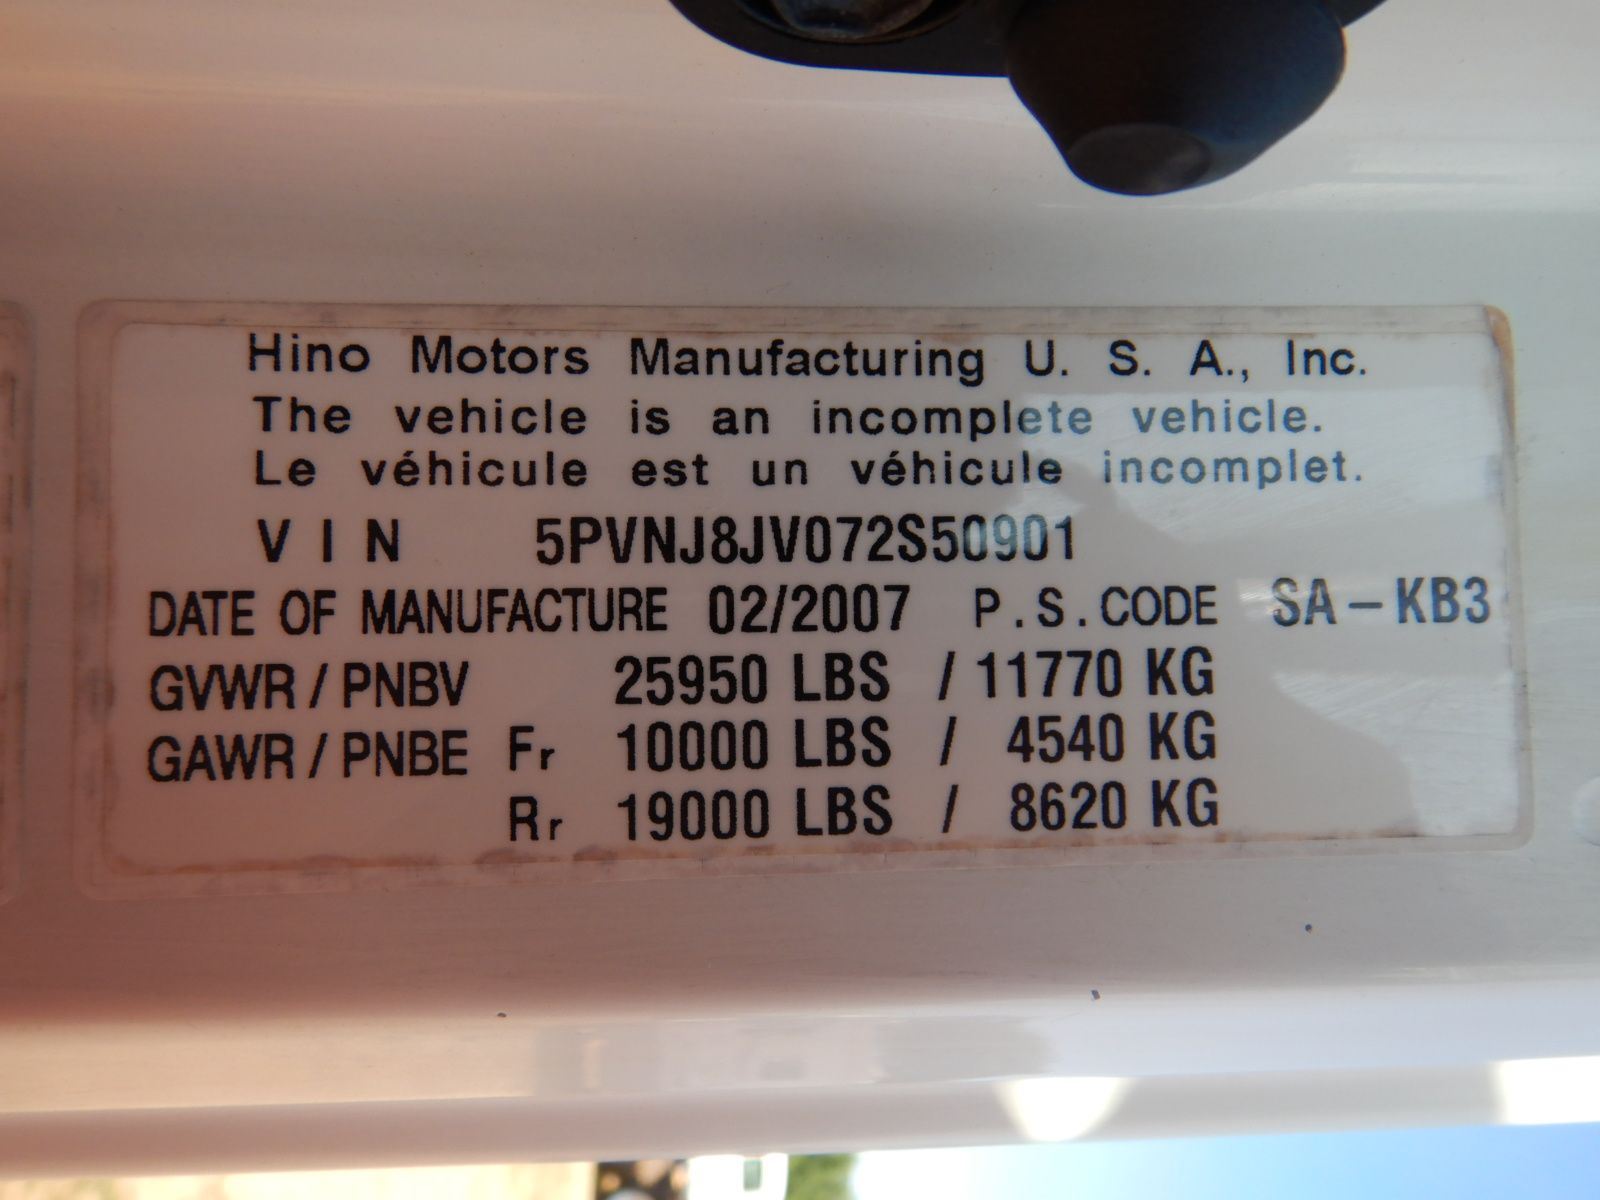 Hino Motors Manufacturing U. S. A., Inc.
The vehicle is an incomplete vehicle.
Le véhicule est un véhicule incomplet.
VIN 5PVNJ8JV072S50901
DATE OF MANUFACTURE 02/2007 P.S.CODE SA-KB3
GVWR/PNBV 25950 LBS / 11770 KG
GAWR/PNBE Fr 10000 LBS / 4540 KG
Rr 19000 LBS / 8620 KG